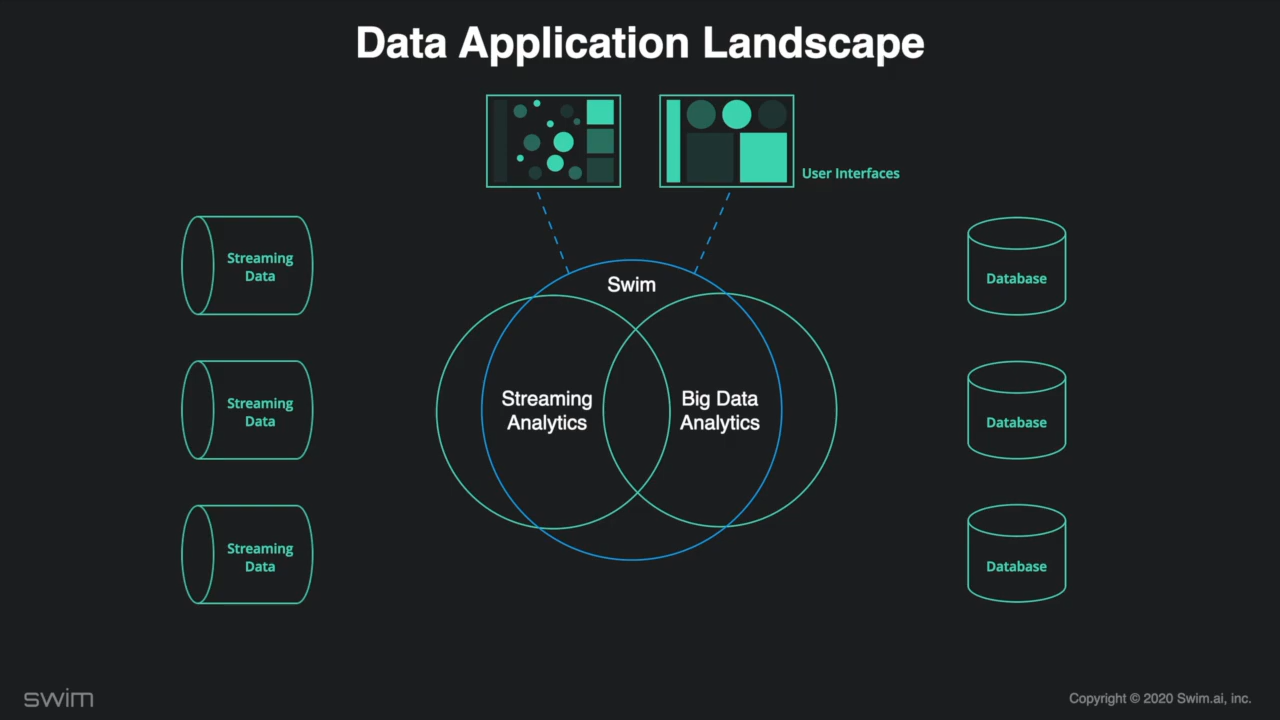 Data Application Landscape
User Interfaces
Streaming
Data
Streaming
Data
Streaming
Data
Swim
Streaming
Analytics
Big Data
Analytics
Database
Database
Database
swim
Copyright © 2020 Swim.ai, inc.